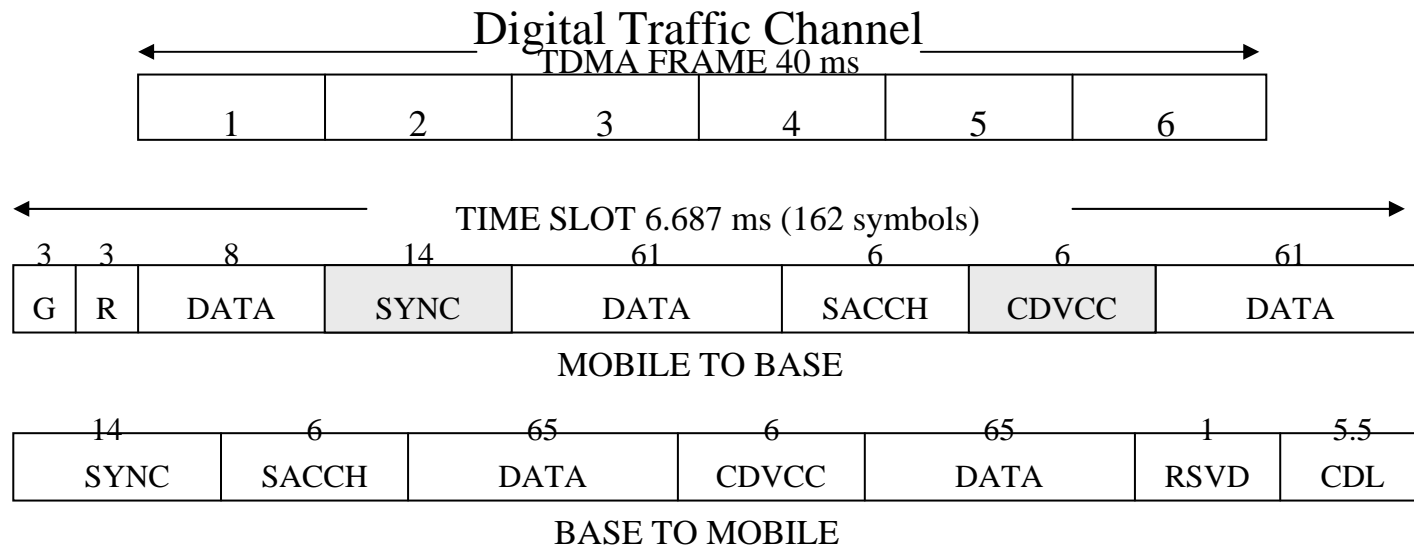 Digital Traffic Channel
TDMA FRAME 40 ms
1 2 3 4 5 6
TIME SLOT 6.687 ms (162 symbols)
3 3 8 14 61 6 6 61
G R DATA SYNC DATA SACCH CDVCC DATA
MOBILE TO BASE
14 6 65 6 65 1 5.5
SYNC SACCH DATA CDVCC DATA RSVD CDL
BASE TO MOBILE